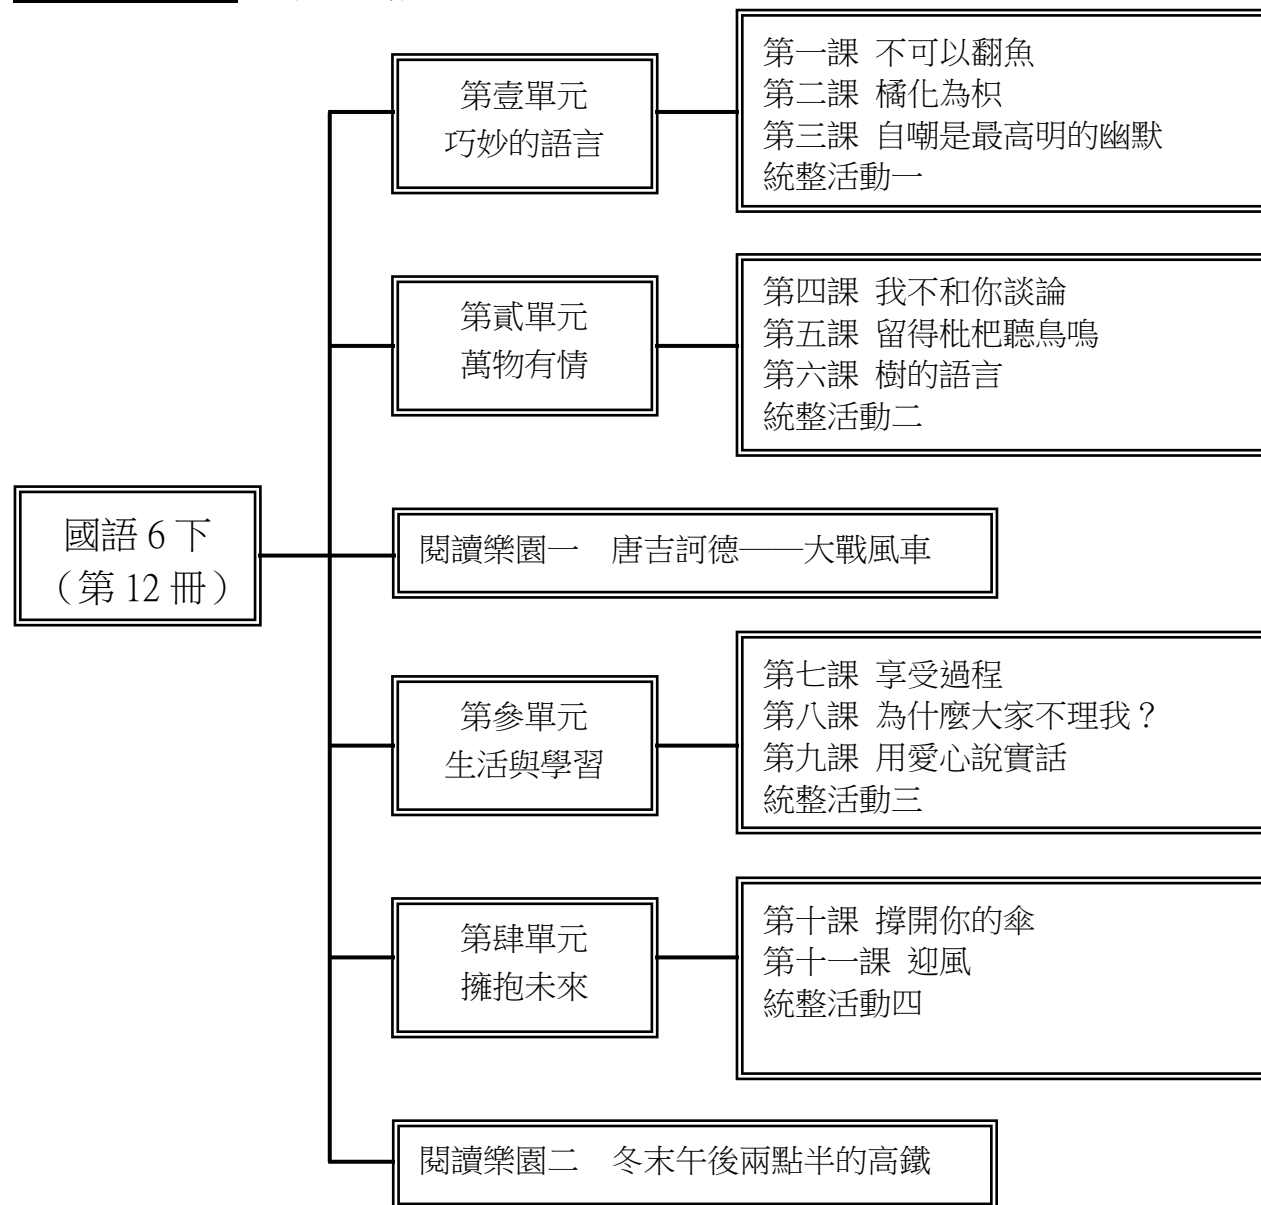 國語 6 下
（第 12 冊）
第壹單元
巧妙的語言
第一課 不可以翻魚
第二課 橘化為枳
第三課 自嘲是最高明的幽默
統整活動一
第貳單元
萬物有情
第四課 我不和你談論
第五課 留得枇杷聽鳥鳴
第六課 樹的語言
統整活動二
閱讀樂園一　唐吉訶德——大戰風車
第參單元
生活與學習
第七課 享受過程
第八課 為什麼大家不理我？
第九課 用愛心說實話
統整活動三
第肆單元
擁抱未來
第十課 撐開你的傘
第十一課 迎風
統整活動四
閱讀樂園二　冬末午後兩點半的高鐵